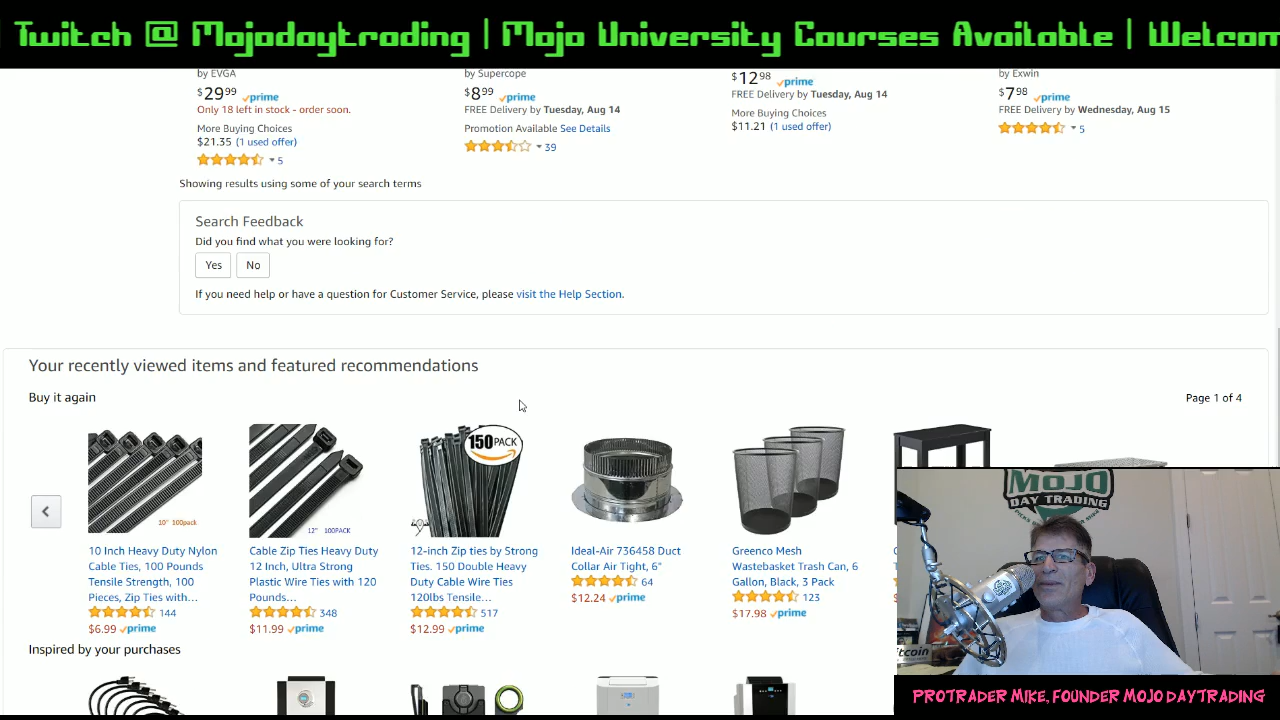 Twitch @ Mojodaytrading | Mojo University Courses Available | Welcom
by EVGA
$29.99 prime
Only 18 left in stock - order soon.
More Buying Choices
$21.35 (1 used offer)
5
by Supercope
$8.99 prime
FREE Delivery by Tuesday, Aug 14
Promotion Available See Details
39
$12.98 prime
FREE Delivery by Tuesday, Aug 14
More Buying Choices
$11.21 (1 used offer)
by Exwin
$7.98 prime
FREE Delivery by Wednesday, Aug 15
5
Showing results using some of your search terms
Search Feedback
Did you find what you were looking for?
Yes No
If you need help or have a question for Customer Service, please visit the Help Section.
Your recently viewed items and featured recommendations
Buy it again
Page 1 of 4
10" 100pack
10 Inch Heavy Duty Nylon
Cable Ties, 100 Pounds
Tensile Strength, 100
Pieces, Zip Ties with...
144
$6.99 prime
12" 100PACK
Cable Zip Ties Heavy Duty
12 Inch, Ultra Strong
Plastic Wire Ties with 120
Pounds...
348
$11.99 prime
150 PACK
12-inch Zip ties by Strong
Ties. 150 Double Heavy
Duty Cable Wire Ties
120lbs Tensile...
517
$12.99 prime
Ideal-Air 736458 Duct
Collar Air Tight, 6"
64
$12.24 prime
Greenco Mesh
Wastebasket Trash Can, 6
Gallon, Black, 3 Pack
123
$17.98 prime
Inspired by your purchases
MOJO
DAY TRADING
itcoin
PROTRADER MIKE, FOUNDER MOJO DAYTRADING